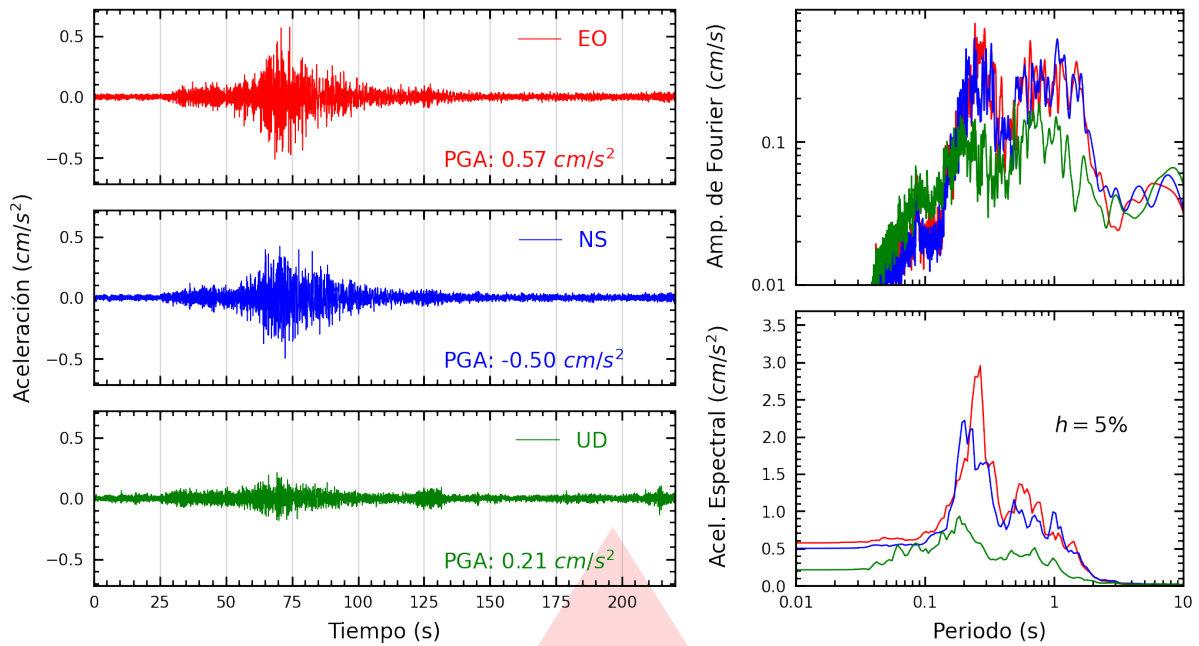 0.5
0.0
−0.5
EO
PGA: 0.57 cm/s²
0.5
0.0
−0.5
NS
PGA: -0.50 cm/s²
0.5
0.0
−0.5
UD
PGA: 0.21 cm/s²
Aceleración (cm/s²)
0 25 50 75 100 125 150 175 200
Tiempo (s)
Amp. de Fourier (cm/s)
0.1
0.01
Acel. Espectral (cm/s²)
3.5
3.0
2.5
2.0
1.5
1.0
0.5
0.0
h = 5%
0.01 0.1 1 10
Periodo (s)